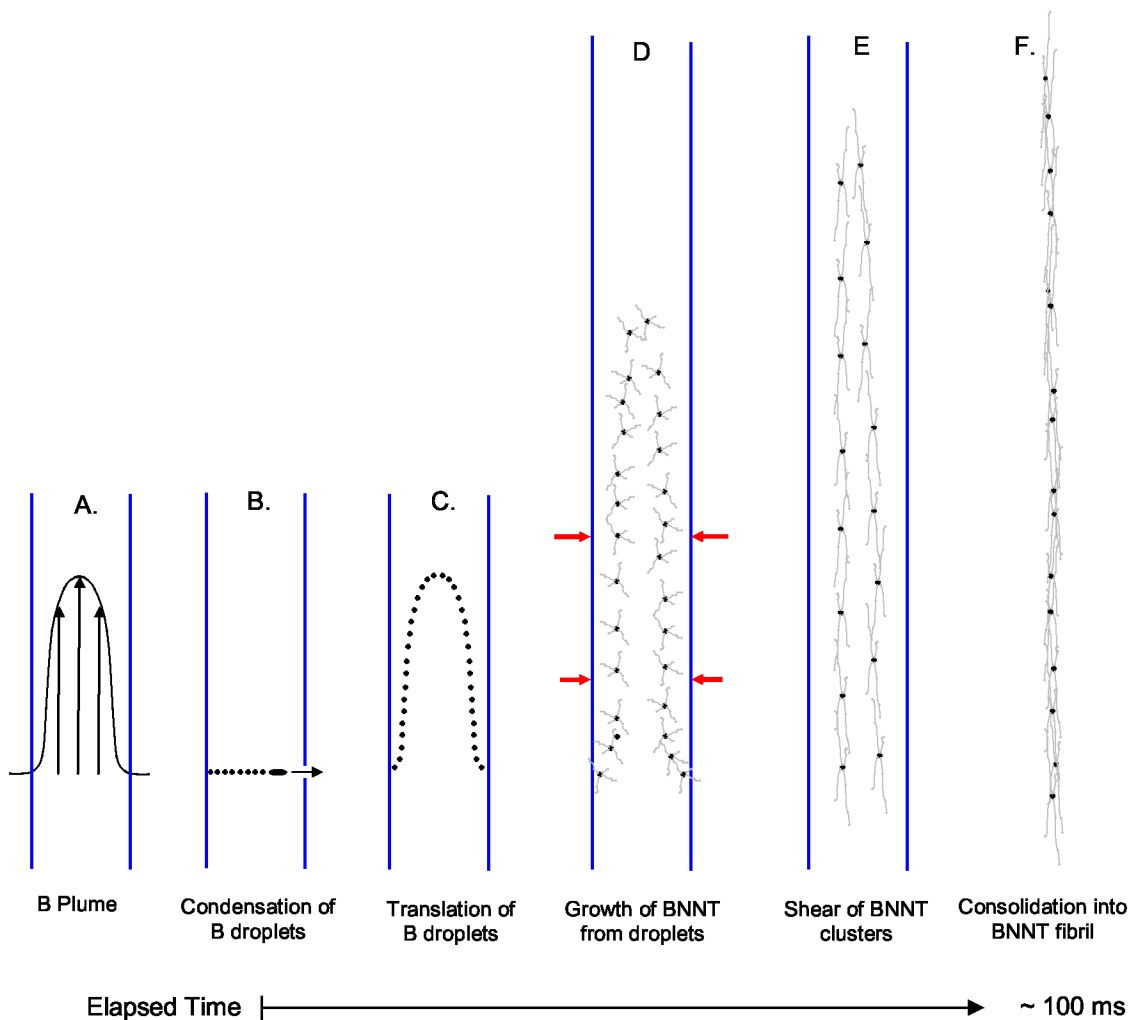 D
E
F.
A.
B.
C.
B Plume
Condensation of
B droplets
Translation of
B droplets
Growth of BNNT
from droplets
Shear of BNNT
clusters
Consolidation into
BNNT fibril
Elapsed Time
~ 100 ms